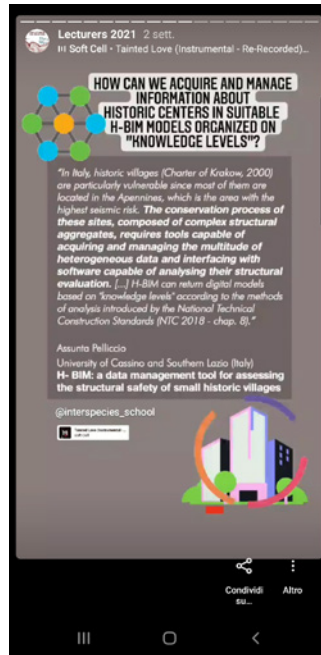 Lecturers 2021 2 sett.
Soft Cell • Tainted Love (Instrumental - Re-Recorded)...
HOW CAN WE ACQUIRE AND MANAGE
INFORMATION ABOUT
HISTORIC CENTERS IN SUITABLE
H-BIM MODELS ORGANIZED ON
"KNOWLEDGE LEVELS"?
"In Italy, historic villages (Charter of Krakow, 2000)
are particularly vulnerable since most of them are
located in the Apennines, which is the area with the
highest seismic risk. The conservation process of
these sites, composed of complex structural
aggregates, requires tools capable of
acquiring and managing the multitude of
heterogeneous data and interfacing with
software capable of analysing their structural
evaluation. [...] H-BIM can return digital models
based on "knowledge levels" according to the methods
of analysis introduced by the National Technical
Construction Standards (NTC 2018 - chap. 8)."
Assunta Pelliccio
University of Cassino and Southern Lazio (Italy)
H- BIM: a data management tool for assessing
the structural safety of small historic villages
@interspecies_school
Condividi
su...
Altro